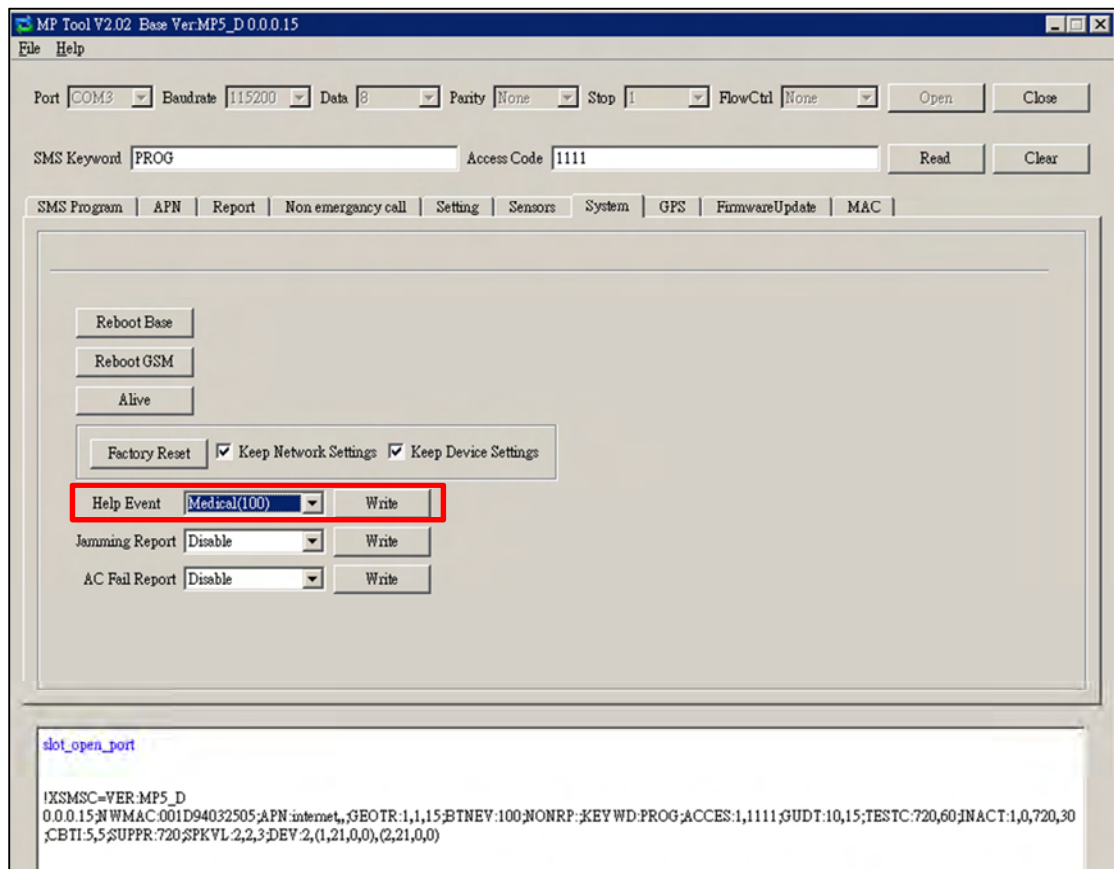 MP Tool V2.02 Base Ver:MP5_D 0.0.0.15
File Help
Port COM3 Baudrate 115200 Data 8 Parity None Stop 1 FlowCtrl None Open Close
SMS Keyword PROG Access Code 1111 Read Clear
SMS Program APN Report Non emergancy call Setting Sensors System GPS FirmwareUpdate MAC
Reboot Base
Reboot GSM
Alive
Factory Reset Keep Network Settings Keep Device Settings
Help Event Medical(100) Write
Jamming Report Disable Write
AC Fail Report Disable Write
slot_open_port
!XSMSC=VER:MP5_D
0.0.0.15;NWMAC:001D94032505;APN:internet,,;GEOTR:1,1,15;BTNEV:100;NONRP:;KEYWD:PROG;ACCES:1,1111;GUDT:10,15;TESTC:720,60;INACT:1,0,720,30
;CBTI:5,5;SUPPR:720;SPKVL:2,2,3;DEV:2,(1,21,0,0),(2,21,0,0)